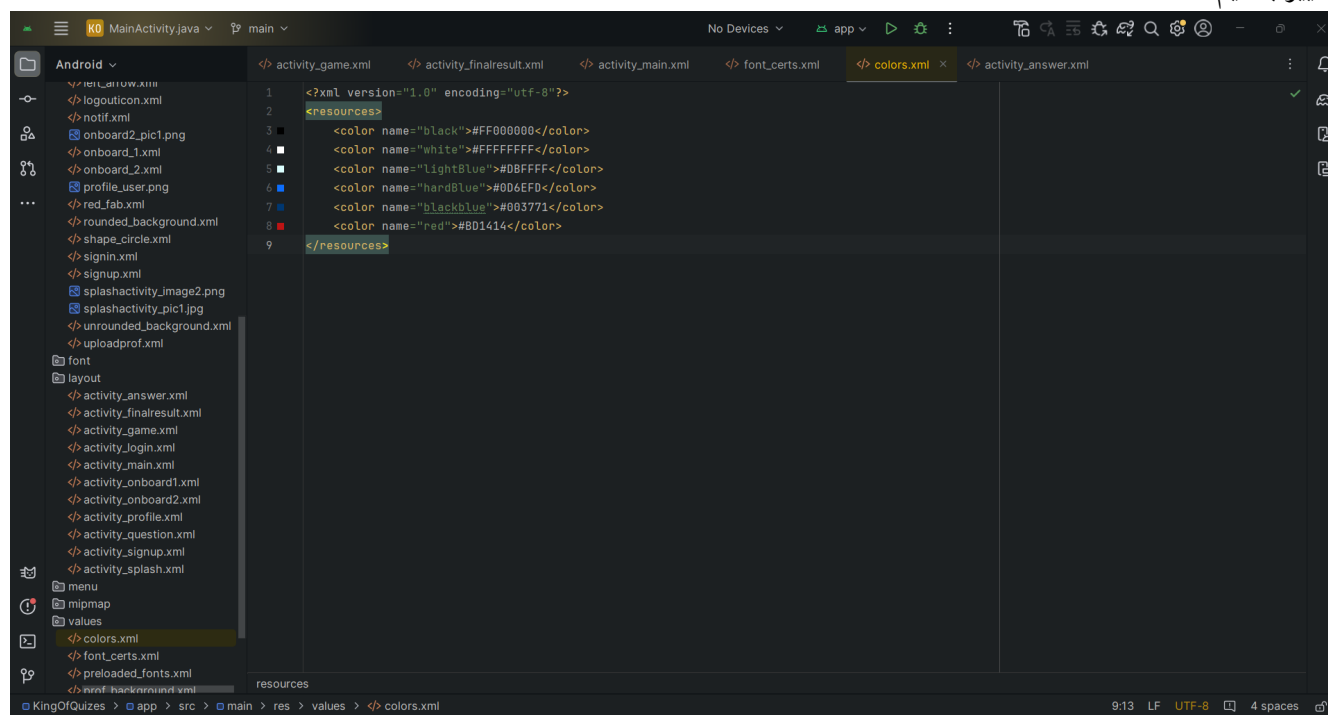 KO MainActivity.java main No Devices app
Android
activity_game.xml activity_finalresult.xml activity_main.xml font_certs.xml colors.xml activity_answer.xml
left_arrow.xml
logouticon.xml
notif.xml
onboard2_pic1.png
onboard_1.xml
onboard_2.xml
profile_user.png
red_fab.xml
rounded_background.xml
shape_circle.xml
signin.xml
signup.xml
splashactivity_image2.png
splashactivity_pic1.jpg
unrounded_background.xml
uploadprof.xml
font
layout
activity_answer.xml
activity_finalresult.xml
activity_game.xml
activity_login.xml
activity_main.xml
activity_onboard1.xml
activity_onboard2.xml
activity_profile.xml
activity_question.xml
activity_signup.xml
activity_splash.xml
menu
mipmap
values
colors.xml
font_certs.xml
preloaded_fonts.xml
prof_background.xml
1 <?xml version="1.0" encoding="utf-8"?>
2 <resources>
3 <color name="black">#FF000000</color>
4 <color name="white">#FFFFFFFF</color>
5 <color name="lightBlue">#DBFFFF</color>
6 <color name="hardBlue">#0D6EFD</color>
7 <color name="blackblue">#003771</color>
8 <color name="red">#BD1414</color>
9 </resources>
resources
KingOfQuizes > app > src > main > res > values > colors.xml 9:13 LF UTF-8 4 spaces